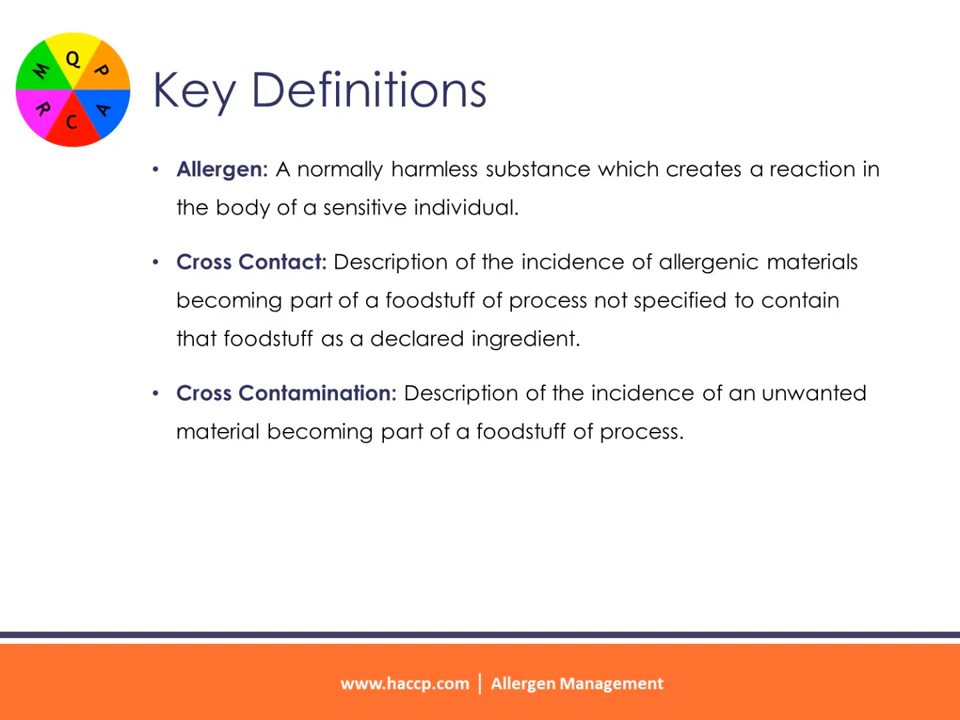 Q
M
P
R
A
C
Key Definitions
• Allergen: A normally harmless substance which creates a reaction in
the body of a sensitive individual.
• Cross Contact: Description of the incidence of allergenic materials
becoming part of a foodstuff of process not specified to contain
that foodstuff as a declared ingredient.
• Cross Contamination: Description of the incidence of an unwanted
material becoming part of a foodstuff of process.
www.haccp.com | Allergen Management